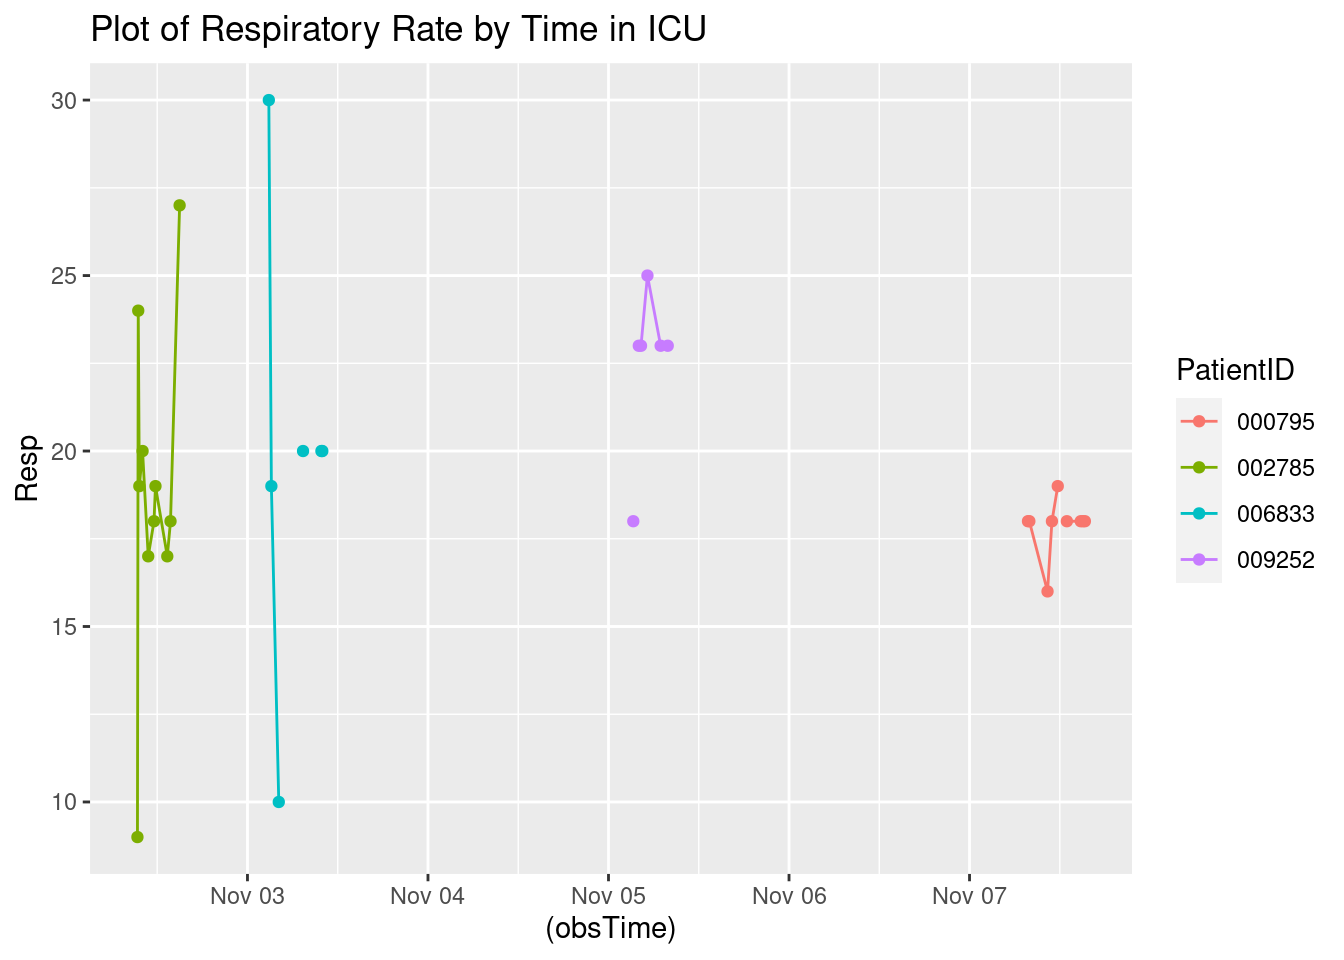 Plot of Respiratory Rate by Time in ICU
30
25
20
15
10
Resp
Nov 03
Nov 04
Nov 05
Nov 06
Nov 07
(obsTime)
PatientID
000795
002785
006833
009252